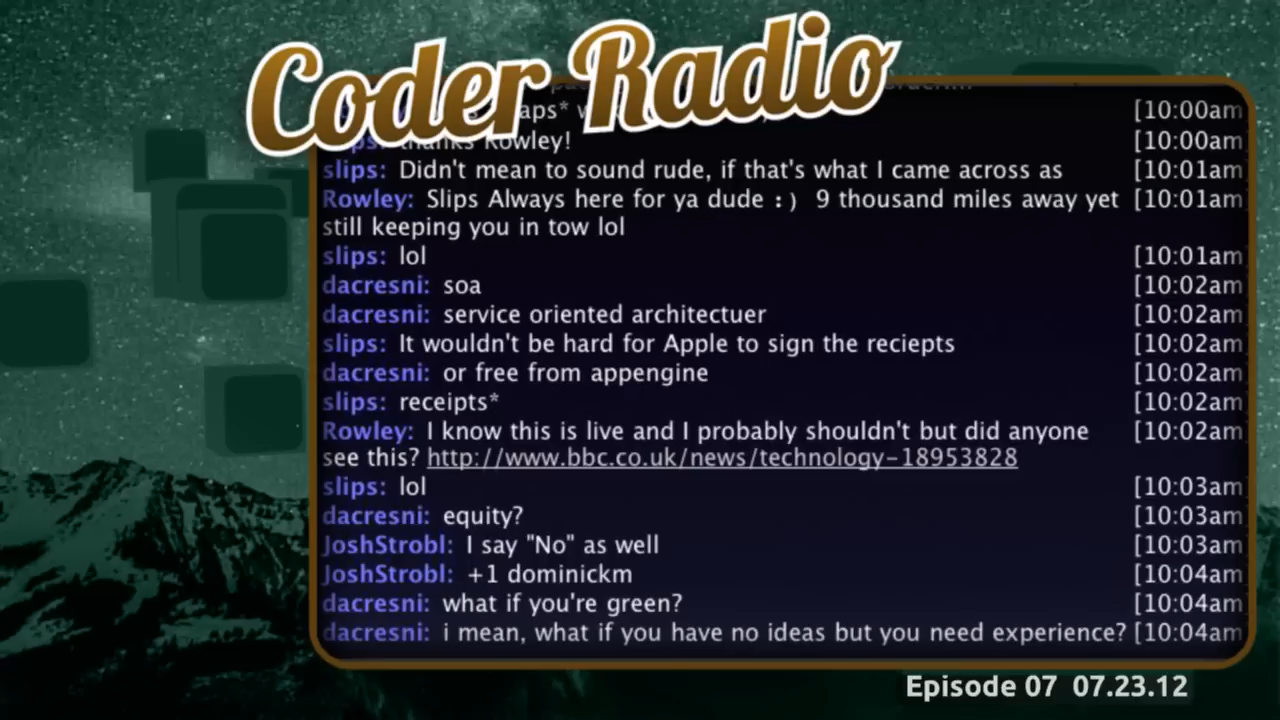 Coder Radio
aps* [10:00am
thanks Rowley! [10:00am
slips: Didn't mean to sound rude, if that's what I came across as [10:01am
Rowley: Slips Always here for ya dude :) 9 thousand miles away yet [10:01am
still keeping you in tow lol
slips: lol [10:01am
dacresni: soa [10:02am
dacresni: service oriented architectuer [10:02am
slips: It wouldn't be hard for Apple to sign the reciepts [10:02am
dacresni: or free from appengine [10:02am
slips: receipts* [10:02am
Rowley: I know this is live and I probably shouldn't but did anyone [10:02am
see this? http://www.bbc.co.uk/news/technology-18953828
slips: lol [10:03am
dacresni: equity? [10:03am
JoshStrobl: I say "No" as well [10:03am
JoshStrobl: +1 dominickm [10:04am
dacresni: what if you're green? [10:04am
dacresni: i mean, what if you have no ideas but you need experience? [10:04am
Episode 07 07.23.12